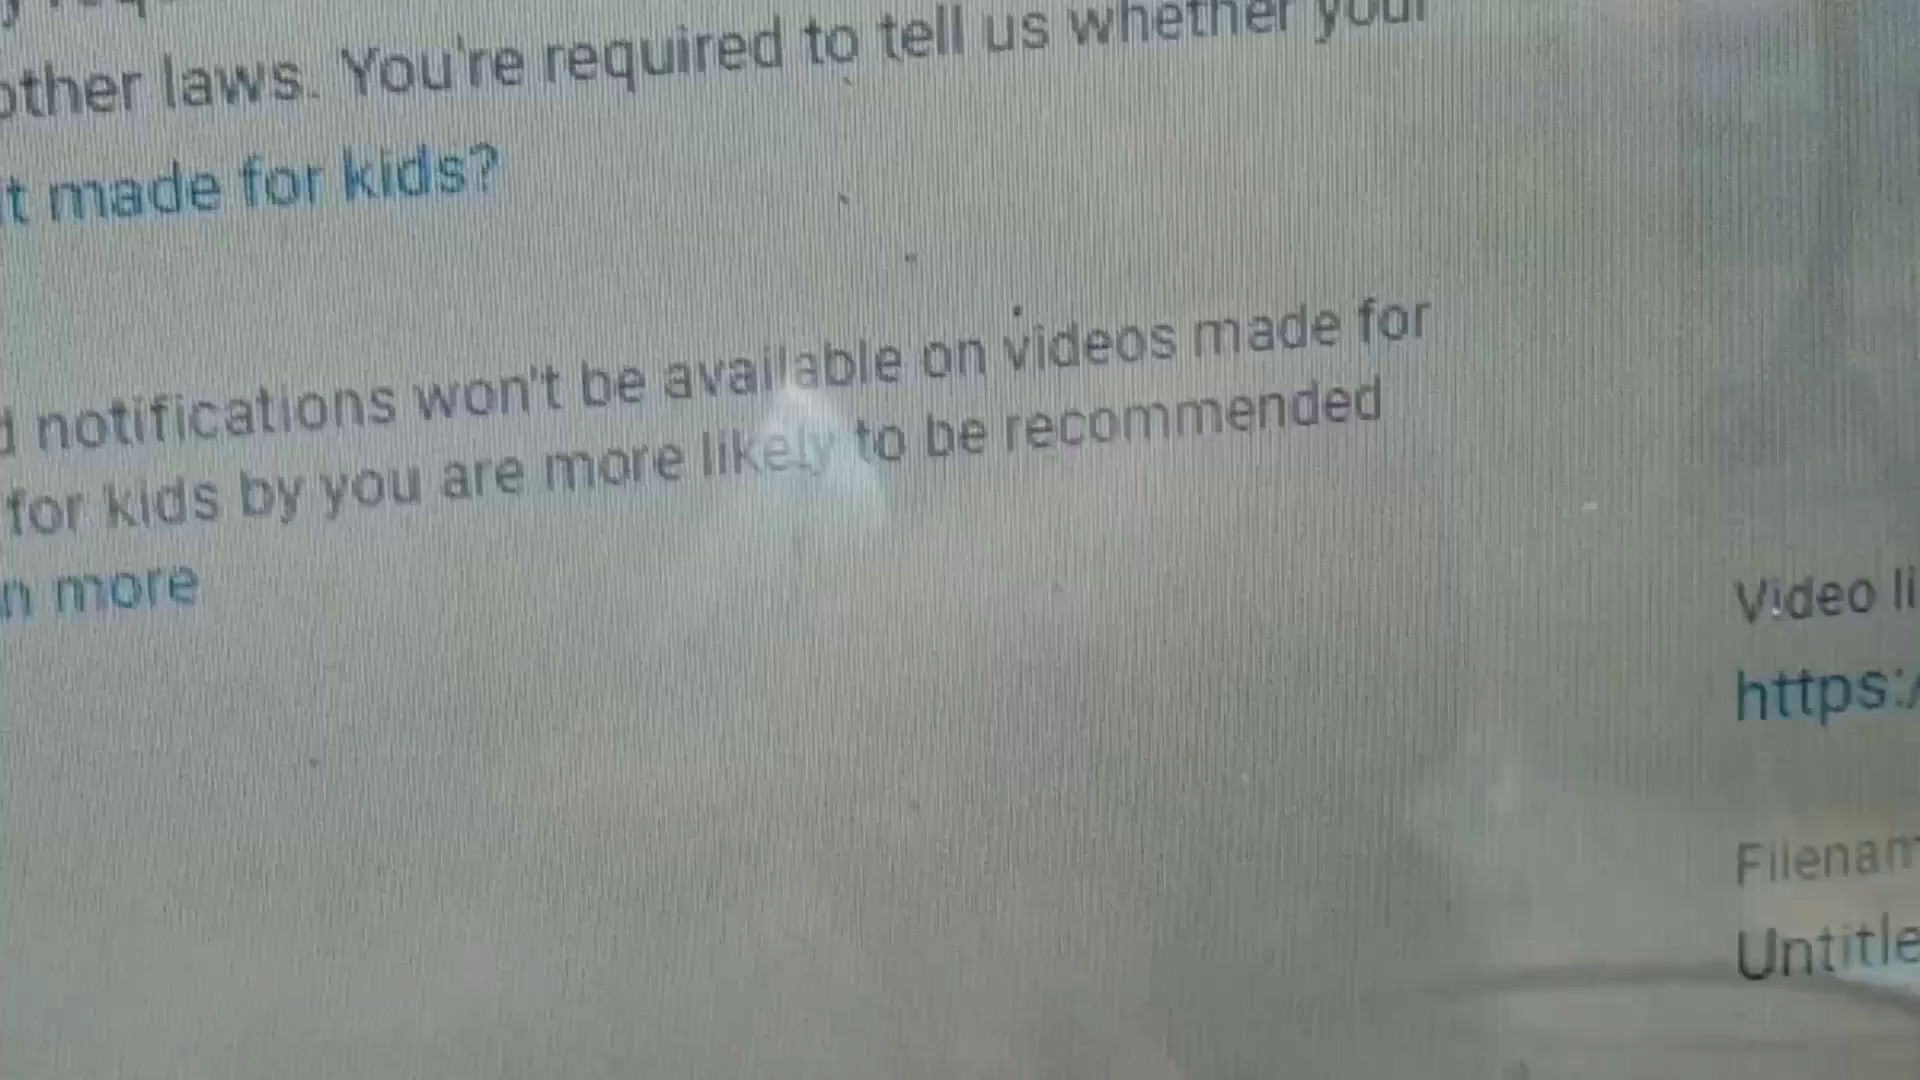 other laws. You're required to tell us whether your
t made for kids?
notifications won't be available on videos made for
for kids by you are more likely to be recommended
n more
Video li
https:/
Filenam
Untitle